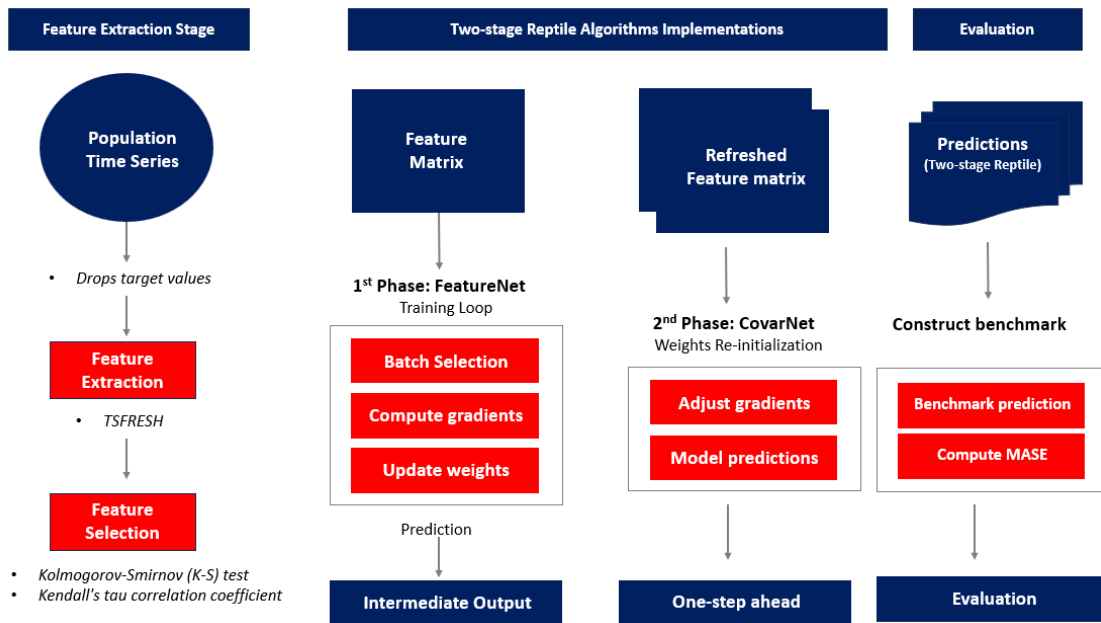 Feature Extraction Stage
Population
Time Series
• Drops target values
Feature
Extraction
• TSFRESH
Feature
Selection
• Kolmogorov-Smirnov (K-S) test
• Kendall's tau correlation coefficient
Two-stage Reptile Algorithms Implementations
Feature
Matrix
1st Phase: FeatureNet
Training Loop
Batch Selection
Compute gradients
Update weights
Prediction
Intermediate Output
Refreshed
Feature matrix
2nd Phase: CovarNet
Weights Re-initialization
Adjust gradients
Model predictions
One-step ahead
Evaluation
Predictions
(Two-stage Reptile)
Construct benchmark
Benchmark prediction
Compute MASE
Evaluation